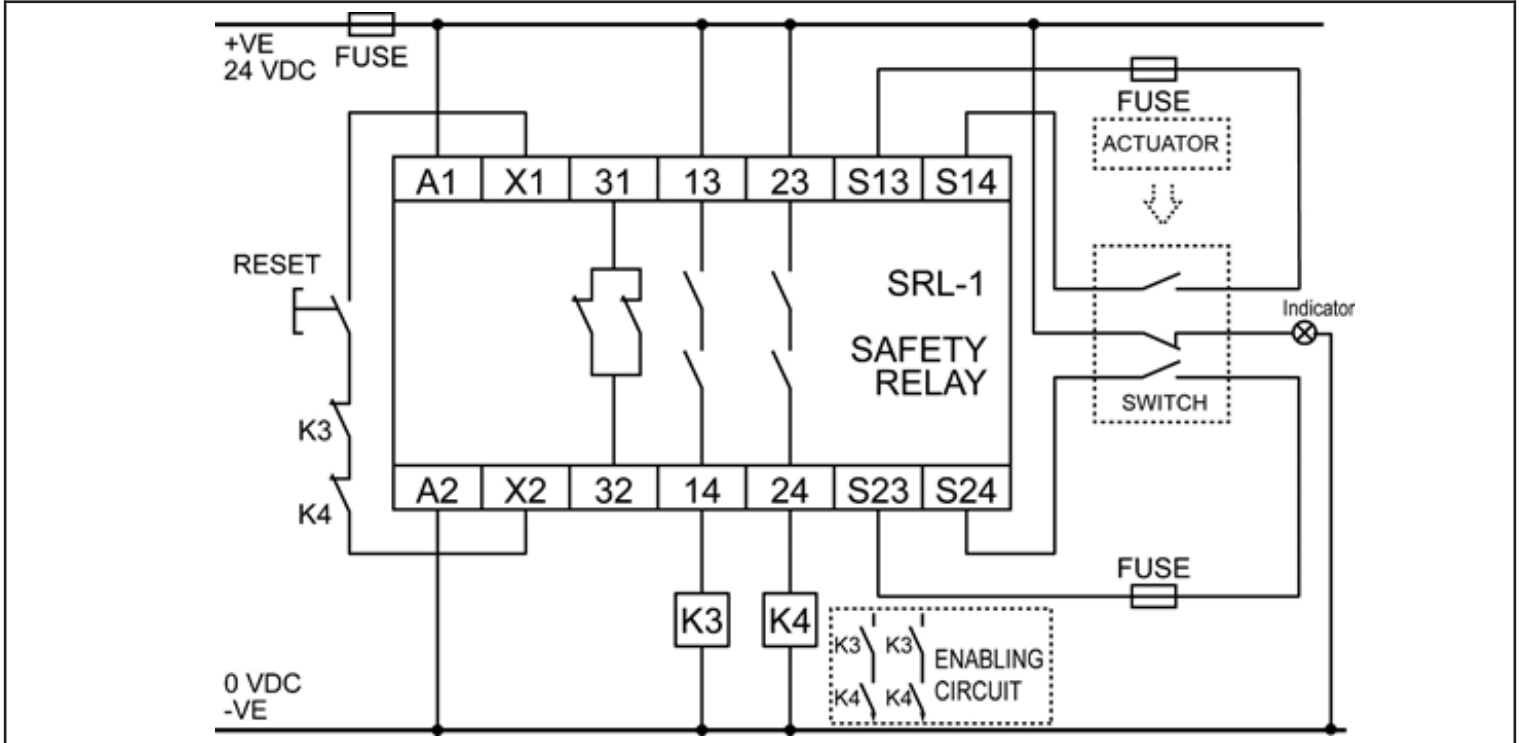 +VE
24 VDC
FUSE
FUSE
ACTUATOR
A1 X1 31 13 23 S13 S14
RESET
SRL-1
SAFETY
RELAY
Indicator
SWITCH
K3
K4
A2 X2 32 14 24 S23 S24
FUSE
K3 K4
K3 K3 ENABLING
K4 K4 CIRCUIT
0 VDC
-VE